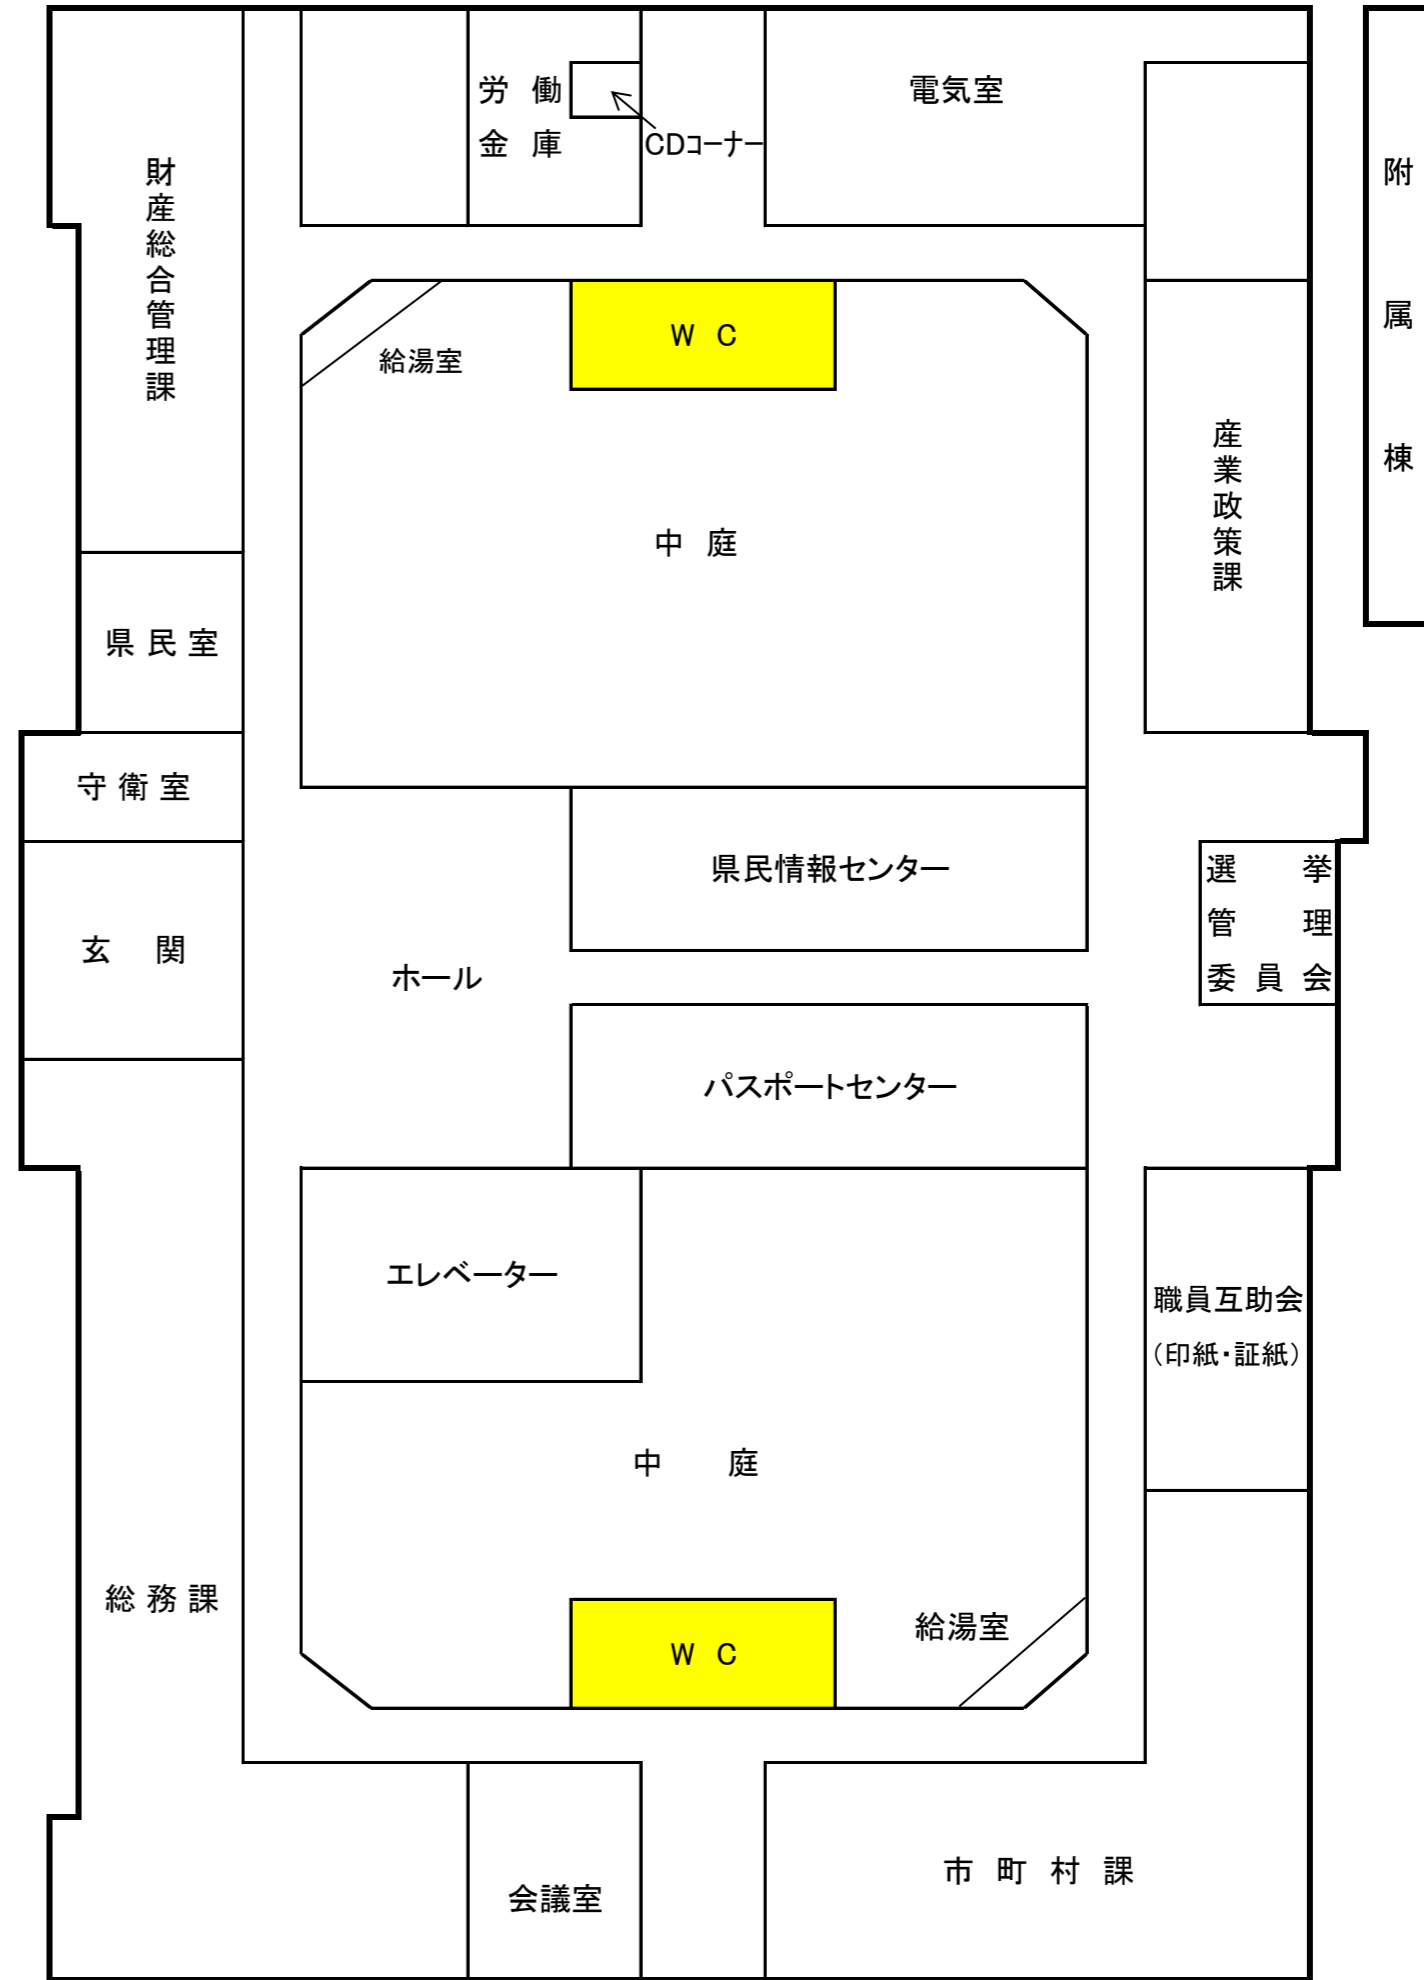 労 働
金 庫
CDコーナー
電気室
財産総合管理課
附属棟
W C
給湯室
産業政策課
中 庭
県 民 室
守 衛 室
県民情報センター
選 挙
管 理
委 員 会
玄 関
ホール
パスポートセンター
エレベーター
職員互助会
（印紙・証紙）
中 庭
総 務 課
給湯室
W C
市 町 村 課
会議室